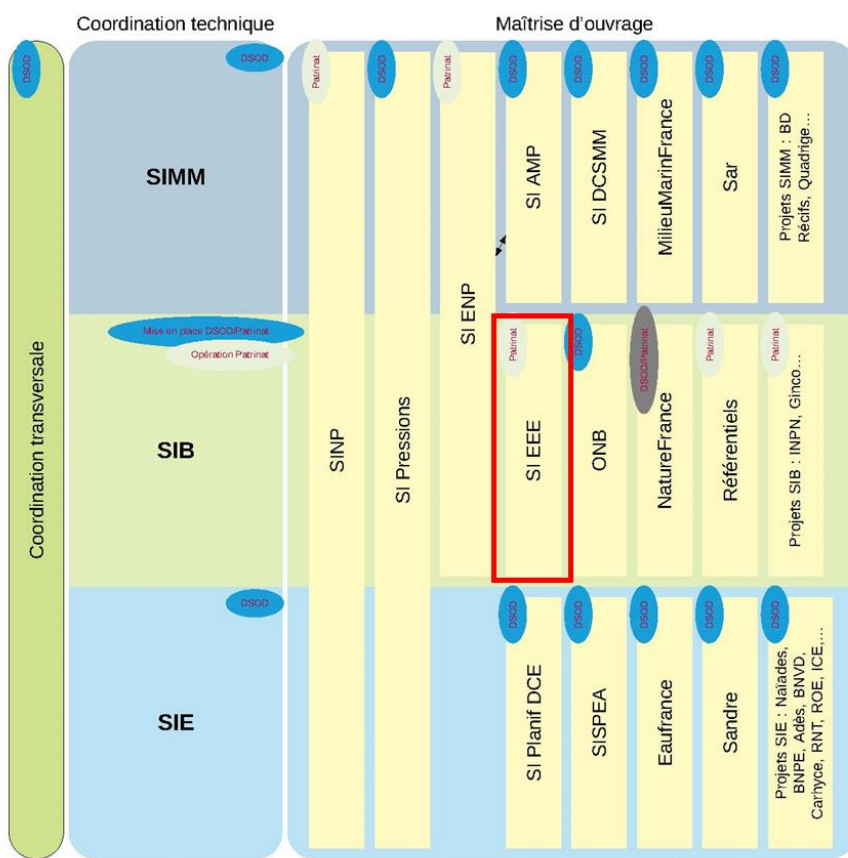 Coordination technique
Maîtrise d'ouvrage
DSOD
Coordination transversale
DSOD
SIMM
Mise en place DSOD/Patrinat
Opération Patrinat
SIB
DSOD
SIE
Patrinat
SINP
DSOD
SI Pressions
Patrinat
SI ENP
DSOD
SI AMP
DSOD
SI DCSMM
DSOD
MilieuMarinFrance
DSOD
Sar
DSOD
Projets SIMM : BD
Récifs, Quadrige…
Patrinat
SI EEE
DSOD
ONB
DSOD/Patrinat
NatureFrance
Patrinat
Référentiels
Patrinat
Projets SIB : INPN, Ginco…
DSOD
SI Planif DCE
DSOD
SISPEA
DSOD
Eaufrance
DSOD
Sandre
DSOD
Projets SIE : Naïades,
BNPE, Adès, BNVD,
Carhyce, RNT, ROE, ICE,…